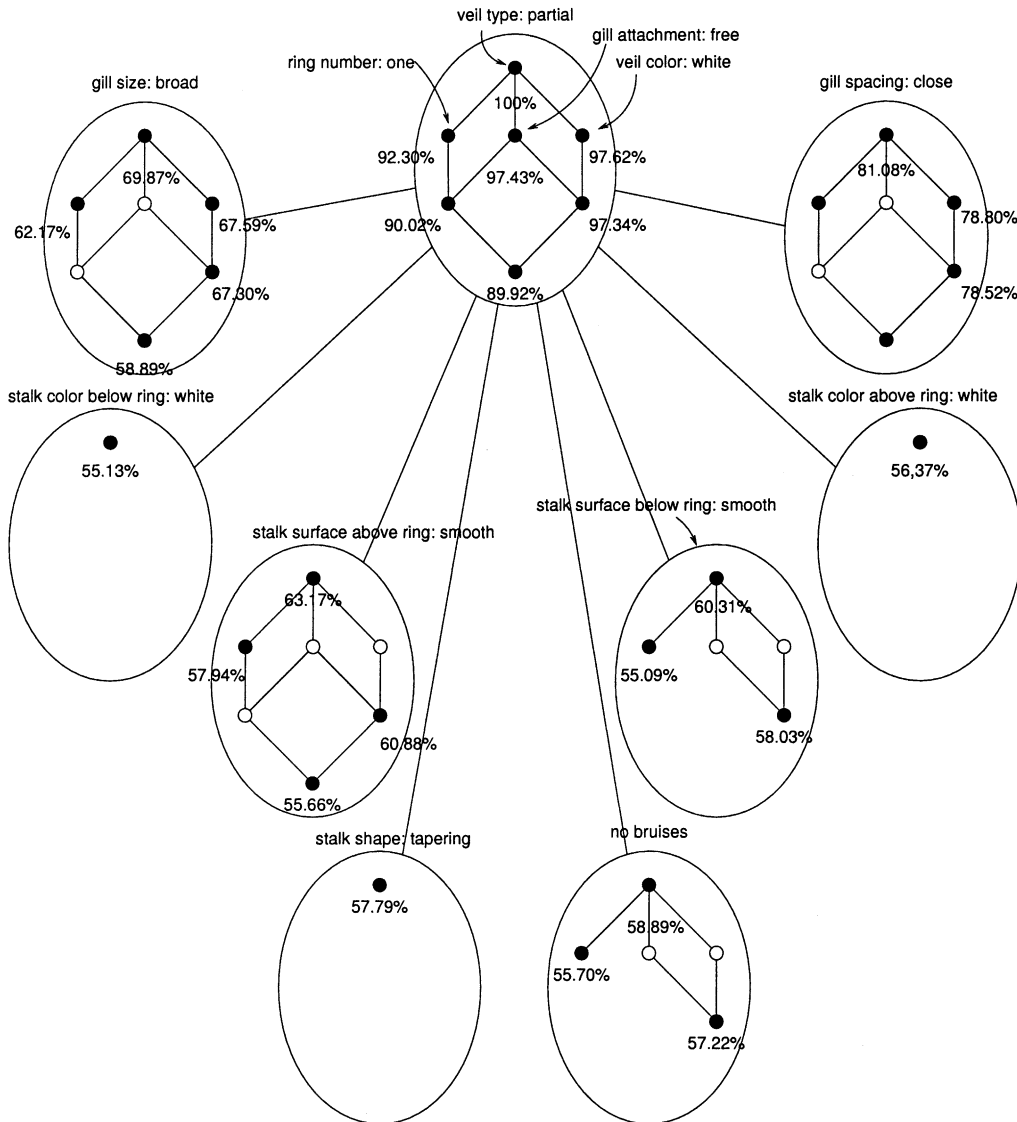 veil type: partial
gill attachment: free
ring number: one
veil color: white
gill size: broad
gill spacing: close
100%
92.30%
97.43%
97.62%
90.02%
97.34%
89.92%
69.87%
62.17%
67.59%
67.30%
58.89%
81.08%
78.80%
78.52%
stalk color below ring: white
55.13%
stalk color above ring: white
56,37%
stalk surface above ring: smooth
63.17%
57.94%
60.88%
55.66%
stalk surface below ring: smooth
60.31%
55.09%
58.03%
stalk shape: tapering
57.79%
no bruises
58.89%
55.70%
57.22%